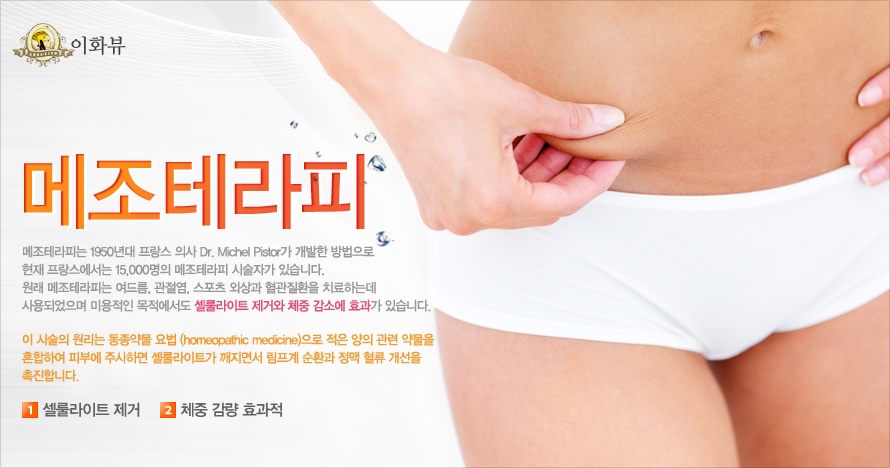 이화뷰
메조테라피
메조테라피는 1950년대 프랑스 의사 Dr. Michel Pistor가 개발한 방법으로
현재 프랑스에서는 15,000명의 메조테라피 시술자가 있습니다.
원래 메조테라피는 여드름, 관절염, 스포츠 외상과 혈관질환을 치료하는데
사용되었으며 미용적인 목적에서도 셀룰라이트 제거와 체중 감소에 효과가 있습니다.
이 시술의 원리는 동종약물 요법 (homeopathic medicine)으로 적은 양의 관련 약물을
혼합하여 피부에 주사하면 셀룰라이트가 깨지면서 림프계 순환과 정맥 혈류 개선을
촉진합니다.
1 셀룰라이트 제거 2 체중 감량 효과적